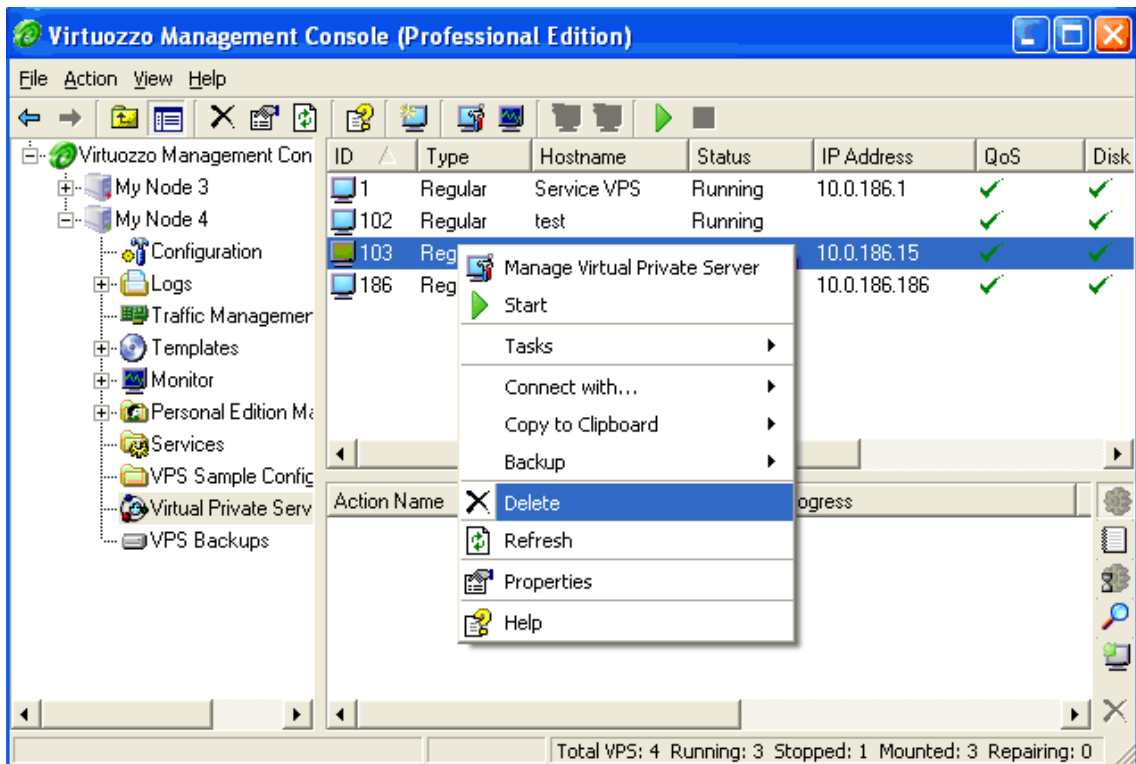 Virtuozzo Management Console (Professional Edition)
File Action View Help
Virtuozzo Management Con
My Node 3
My Node 4
Configuration
Logs
Traffic Managemer
Templates
Monitor
Personal Edition Ma
Services
VPS Sample Config
Virtual Private Serv
VPS Backups
ID Type Hostname Status IP Address QoS Disk
1 Regular Service VPS Running 10.0.186.1
102 Regular test Running
103 Reg 10.0.186.15
186 Reg 10.0.186.186
Manage Virtual Private Server
Start
Tasks
Connect with...
Copy to Clipboard
Backup
Delete
Refresh
Properties
Help
Action Name ogress
Total VPS: 4 Running: 3 Stopped: 1 Mounted: 3 Repairing: 0